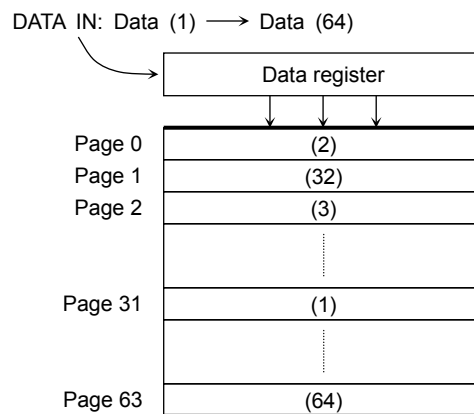 DATA IN: Data (1) → Data (64)
Data register
Page 0 (2)
Page 1 (32)
Page 2 (3)
Page 31 (1)
Page 63 (64)